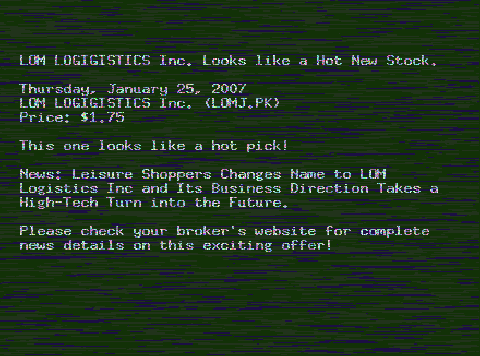 LOM LOGIGISTICS Inc. Looks like a Hot New Stock.
Thursday, January 25, 2007
LOM LOGIGISTICS Inc. (LOMJ.PK)
Price: $1.75
This one looks like a hot pick!
News: Leisure Shoppers Changes Name to LOM
Logistics Inc and Its Business Direction Takes a
High-Tech Turn into the Future.
Please check your broker's website for complete
news details on this exciting offer!